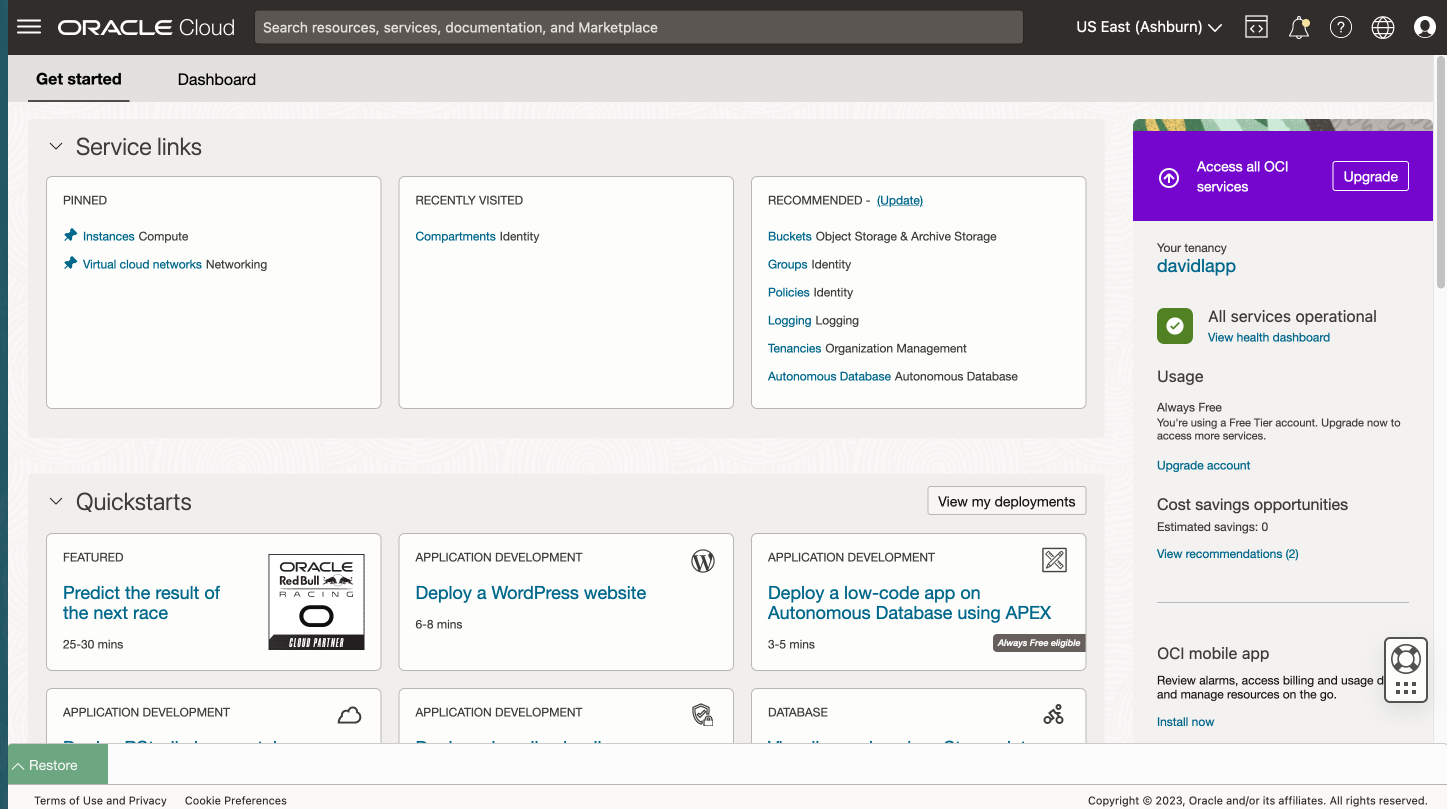 ORACLE Cloud
Search resources, services, documentation, and Marketplace
US East (Ashburn)
Get started
Dashboard
Service links
PINNED
Instances Compute
Virtual cloud networks Networking
RECENTLY VISITED
Compartments Identity
RECOMMENDED - (Update)
Buckets Object Storage & Archive Storage
Groups Identity
Policies Identity
Logging Logging
Tenancies Organization Management
Autonomous Database Autonomous Database
Quickstarts
View my deployments
FEATURED
Predict the result of
the next race
25-30 mins
ORACLE
Red Bull
RACING
CLOUD PARTNER
APPLICATION DEVELOPMENT
Deploy a WordPress website
6-8 mins
APPLICATION DEVELOPMENT
Deploy a low-code app on
Autonomous Database using APEX
3-5 mins
Always Free eligible
APPLICATION DEVELOPMENT
APPLICATION DEVELOPMENT
DATABASE
Access all OCI
services
Upgrade
Your tenancy
davidlapp
All services operational
View health dashboard
Usage
Always Free
You're using a Free Tier account. Upgrade now to
access more services.
Upgrade account
Cost savings opportunities
Estimated savings: 0
View recommendations (2)
OCI mobile app
Review alarms, access billing and usage d
and manage resources on the go.
Install now
Restore
Terms of Use and Privacy
Cookie Preferences
Copyright © 2023, Oracle and/or its affiliates. All rights reserved.